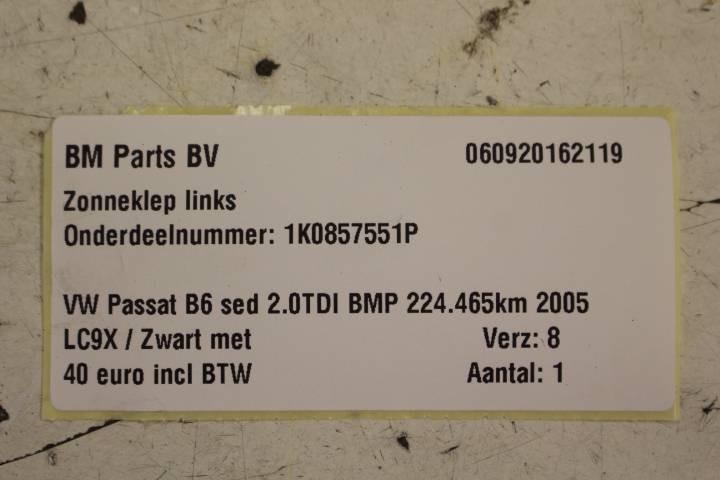 BM Parts BV 060920162119
Zonneklep links
Onderdeelnummer: 1K0857551P
VW Passat B6 sed 2.0TDI BMP 224.465km 2005
LC9X / Zwart met Verz: 8
40 euro incl BTW Aantal: 1